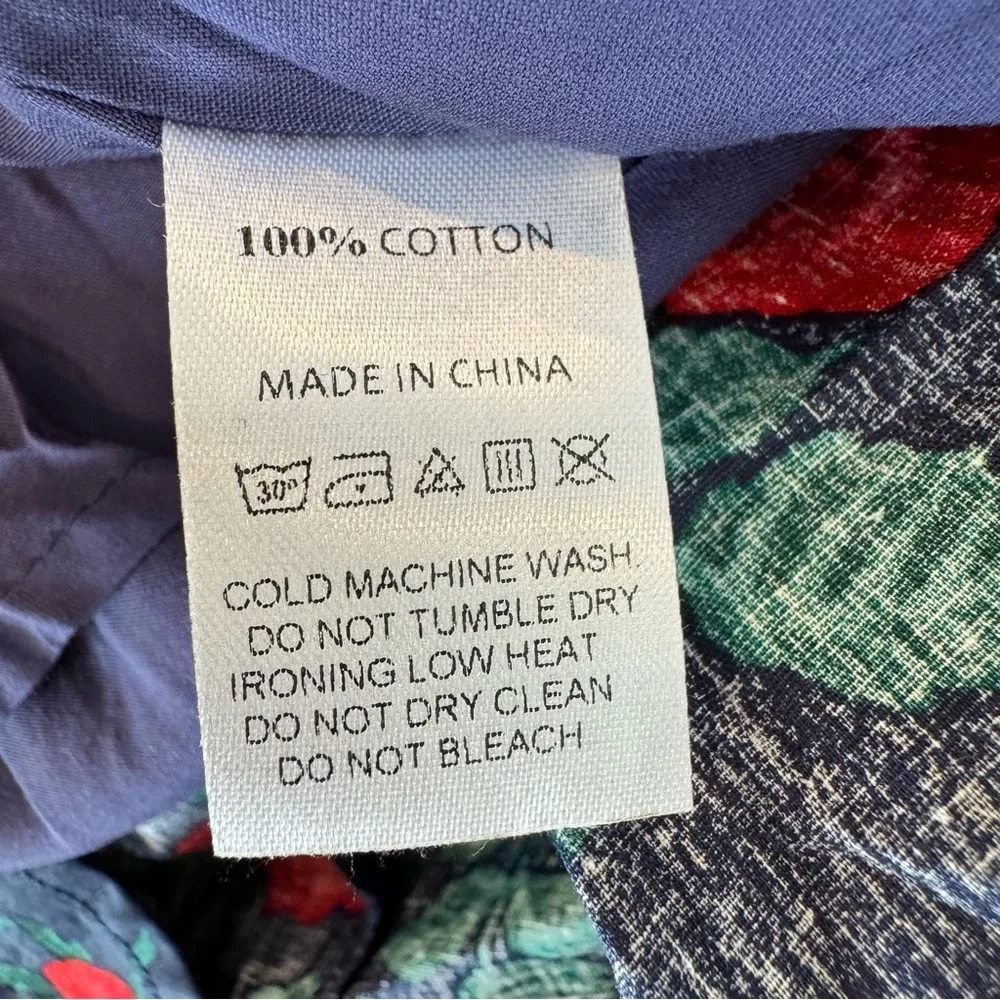 100% COTTON
MADE IN CHINA
30°
COLD MACHINE WASH.
DO NOT TUMBLE DRY
IRONING LOW HEAT
DO NOT DRY CLEAN
DO NOT BLEACH